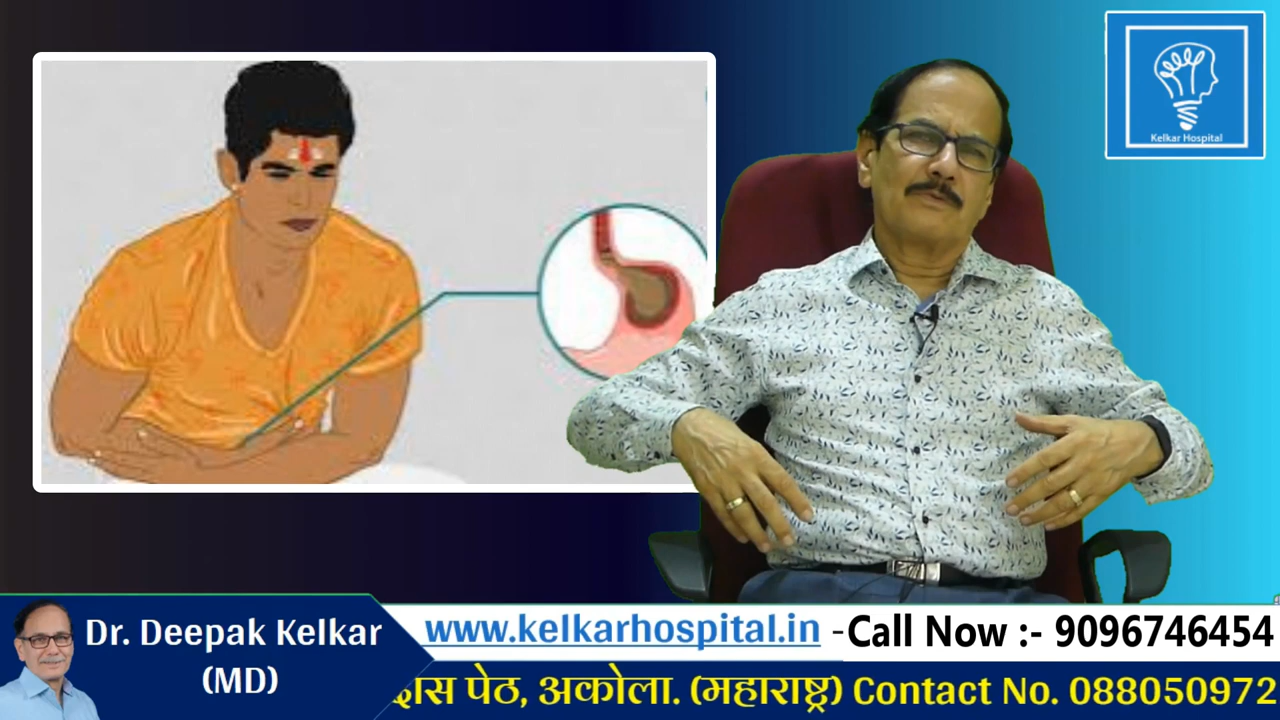 Kelkar Hospital
Dr. Deepak Kelkar
(MD)
www.kelkarhospital.in -Call Now :- 9096746454
पेठ, अकोला. (महाराष्ट्र) Contact No. 088050972